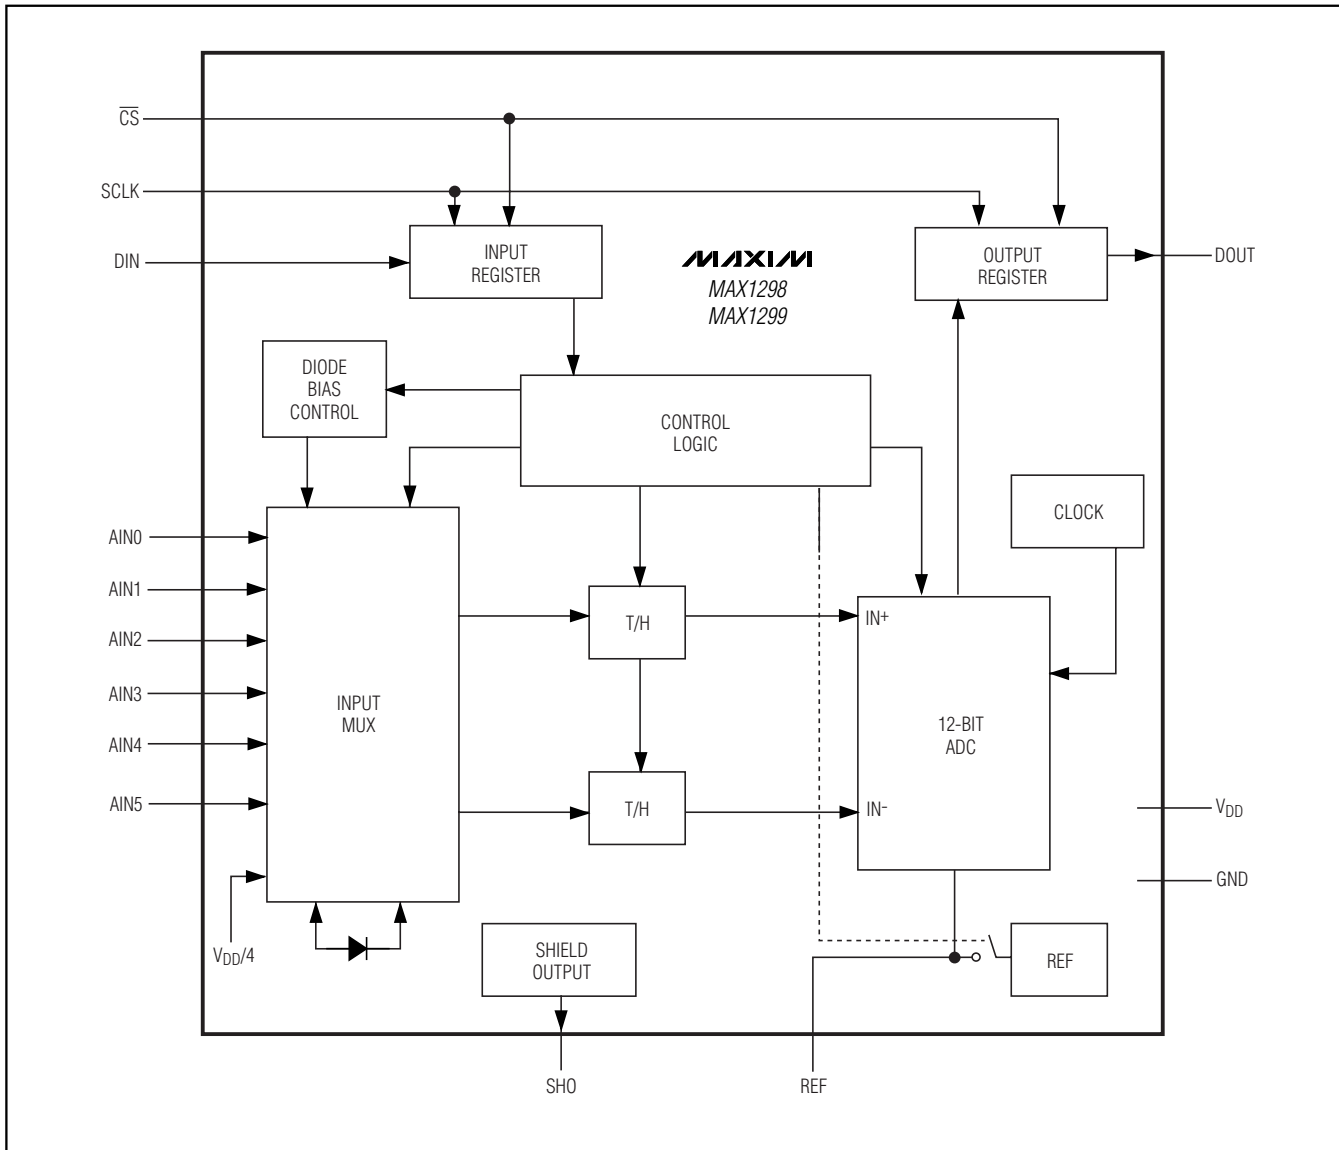 CS
SCLK
DIN
INPUT
REGISTER
MAXIM
MAX1298
MAX1299
OUTPUT
REGISTER
DOUT
DIODE
BIAS
CONTROL
CONTROL
LOGIC
CLOCK
AIN0
AIN1
AIN2
AIN3
AIN4
AIN5
INPUT
MUX
T/H
T/H
IN+
12-BIT
ADC
IN-
VDD
GND
VDD/4
SHIELD
OUTPUT
REF
SHO
REF